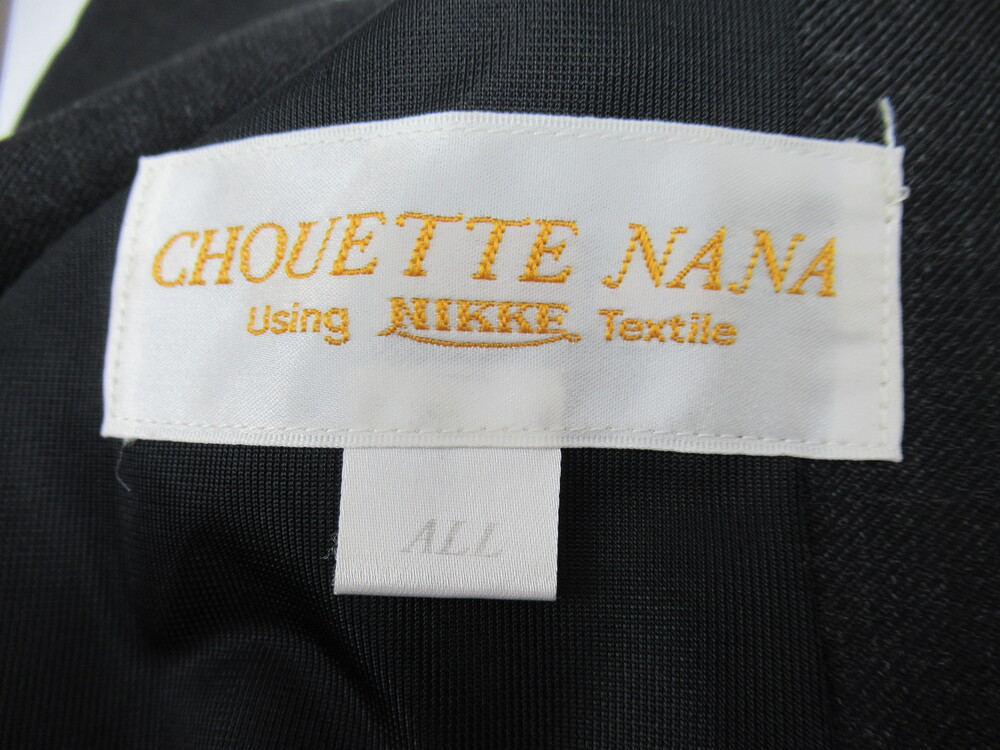 CHOUETTE NANA
Using NIKKE Textile
ALL